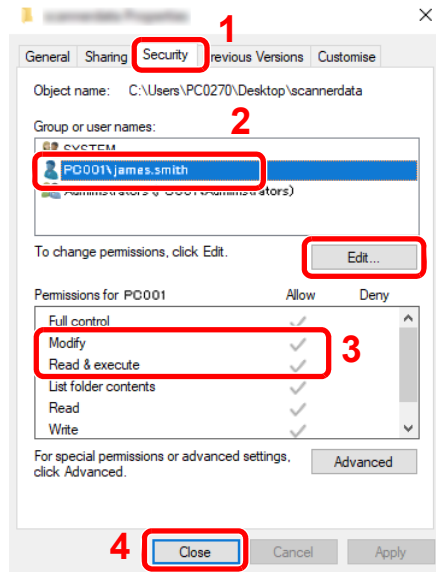 Properties
1
General Sharing Security Previous Versions Customise
Object name: C:\Users\PC0270\Desktop\scannerdata
Group or user names:
2
SYSTEM
PC001\james.smith
Administrators
To change permissions, click Edit.
Edit...
Permissions for PC001 Allow Deny
Full control
Modify
3
Read & execute
List folder contents
Read
Write
For special permissions or advanced settings,
click Advanced.
Advanced
4
Close Cancel Apply